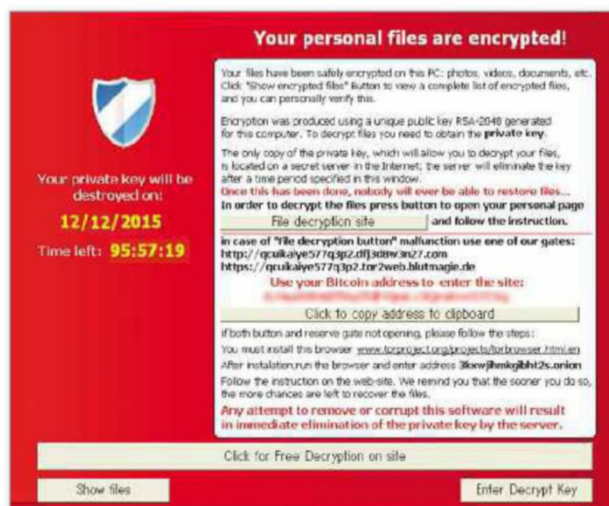 Your personal files are encrypted!
Your files have been safely encrypted on this PC: photos, videos, documents, etc.
Click "Show encrypted files" Button to view a complete list of encrypted files,
and you can personally verify this.
Encryption was produced using a unique public key RSA-2048 generated
for this computer. To decrypt files you need to obtain the private key.
The only copy of the private key, which will allow you to decrypt your files,
is located on a secret server in the Internet; the server will eliminate the key
after a time period specified in this window.
Once this has been done, nobody will ever be able to restore files...
In order to decrypt the files press button to open your personal page
File decryption site
and follow the instruction.
in case of "File decryption button" malfunction use one of our gates:
http://qcuikaiye577q3p2.dfj3d8w3n27.com
https://qcuikaiye577q3p2.tor2web.blutmagie.de
Use your Bitcoin address to enter the site:
Click to copy address to clipboard
if both button and reserve gate not opening, please follow the steps:
You must install this browser www.torproject.org/projects/torbrowser.html.en
After instalation,run the browser and enter address 3kxwjihmkgibht2s.onion
Follow the instruction on the web-site. We remind you that the sooner you do so,
the more chances are left to recover the files.
Any attempt to remove or corrupt this software will result
in immediate elimination of the private key by the server.
Your private key will be
destroyed on:
12/12/2015
Time left: 95:57:19
Click for Free Decryption on site
Show files
Enter Decrypt Key